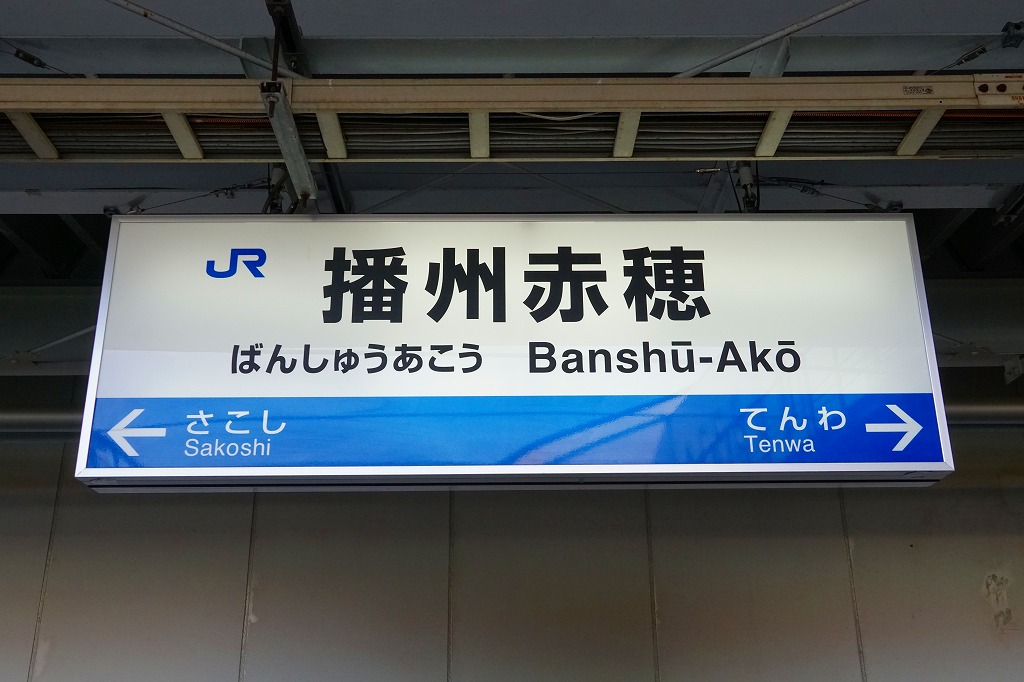 JR 播州赤穂
ばんしゅうあこう Banshū-Akō
← さこし てんわ →
Sakoshi Tenwa